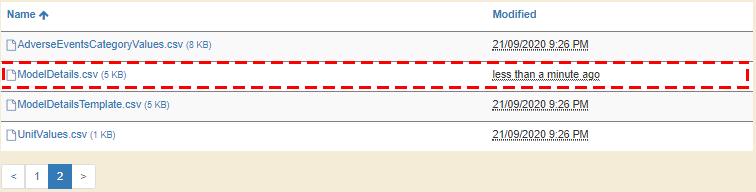 Name Modified
AdverseEventsCategoryValues.csv (8 KB) 21/09/2020 9:26 PM
ModelDetails.csv (5 KB) less than a minute ago
ModelDetailsTemplate.csv (5 KB) 21/09/2020 9:26 PM
UnitValues.csv (1 KB) 21/09/2020 9:26 PM
< 1 2 >